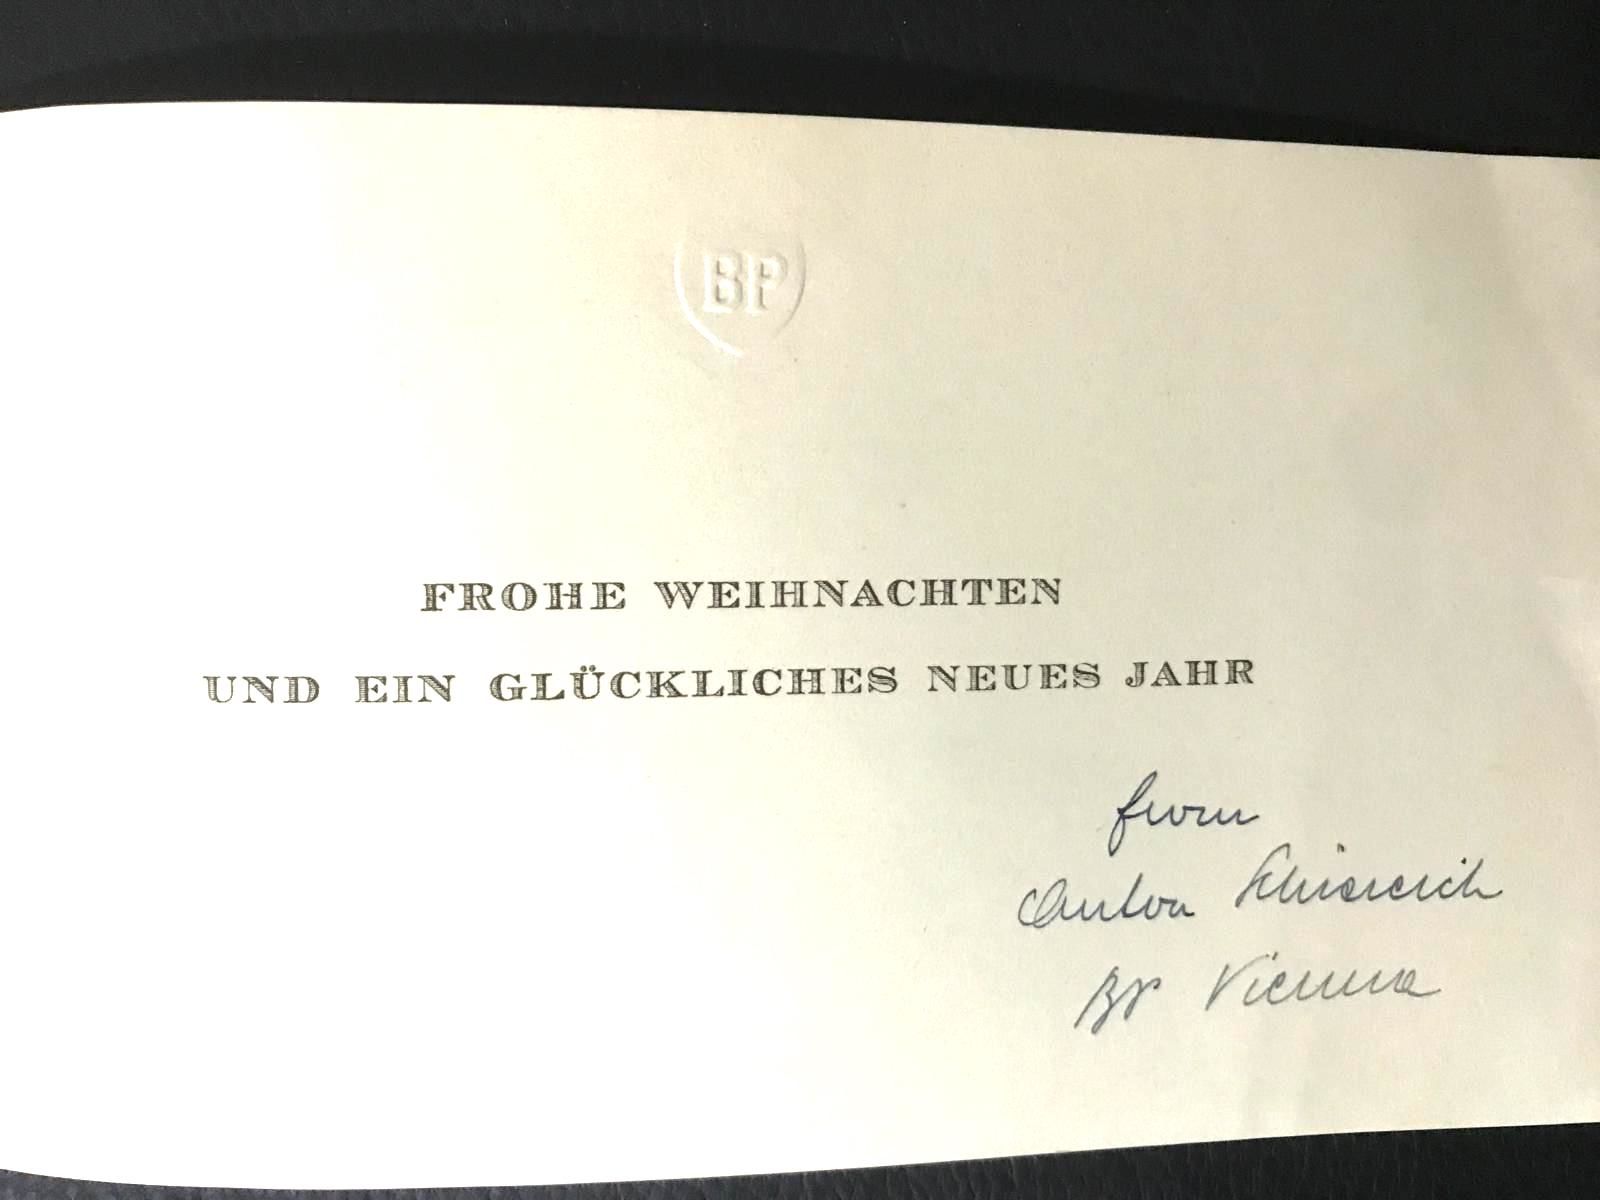 BP
FROHE WEIHNACHTEN
UND EIN GLÜCKLICHES NEUES JAHR
from
Anton
BP Vienna